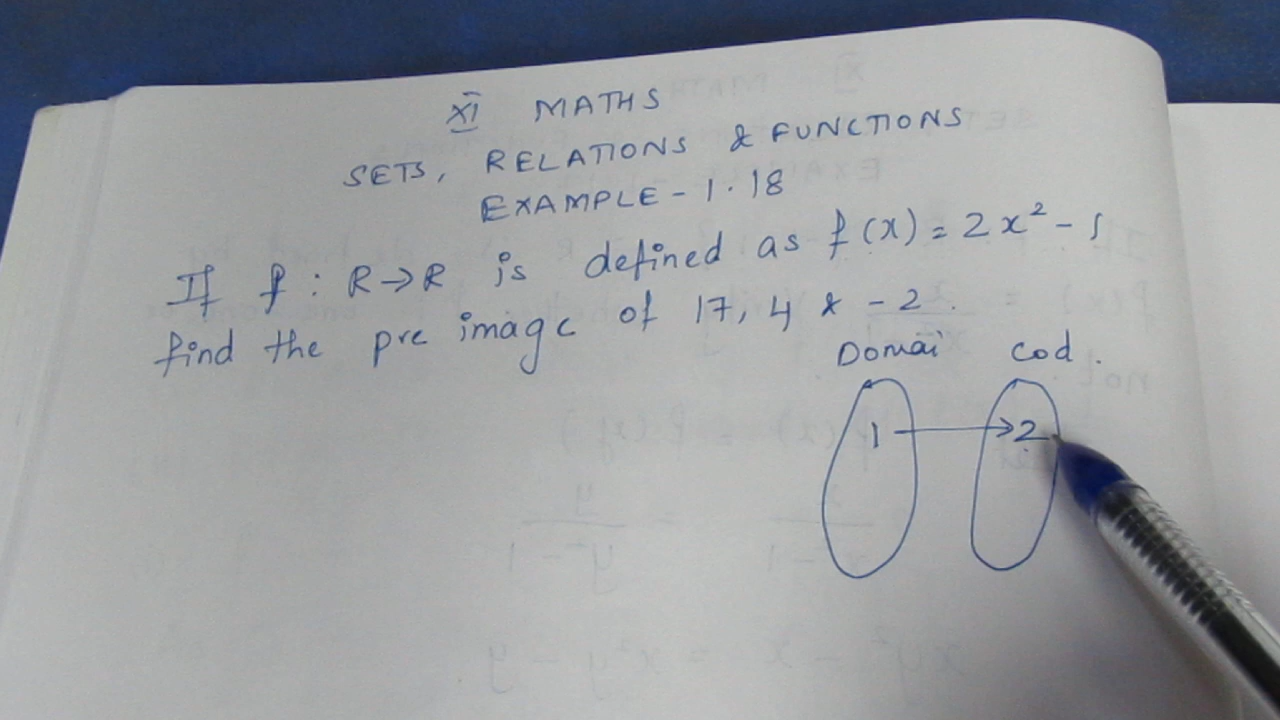 XI MATHS
SETS, RELATIONS & FUNCTIONS
EXAMPLE - 1.18
If f : R → R is defined as f(x) = 2x² - 1
find the pre image of 17, 4 & - 2.
Domai Cod.
1 → 2